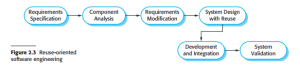 Requirements
Specification
Component
Analysis
Requirements
Modification
System Design
with Reuse
Development
and Integration
System
Validation
Figure 2.3 Reuse-oriented
software engineering